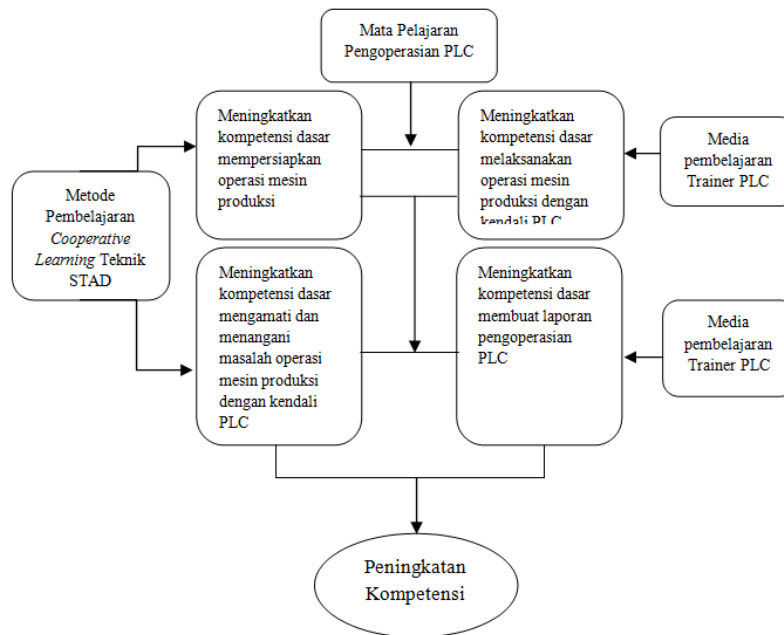 Mata Pelajaran
Pengoperasian PLC
Meningkatkan
kompetensi dasar
mempersiapkan
operasi mesin
produksi
Meningkatkan
kompetensi dasar
melaksanakan
operasi mesin
produksi dengan
kendali PLC
Media
pembelajaran
Trainer PLC
Metode
Pembelajaran
Cooperative
Learning Teknik
STAD
Meningkatkan
kompetensi dasar
mengamati dan
menangani
masalah operasi
mesin produksi
dengan kendali
PLC
Meningkatkan
kompetensi dasar
membuat laporan
pengoperasian
PLC
Media
pembelajaran
Trainer PLC
Peningkatan
Kompetensi